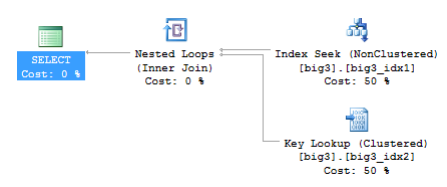 SELECT
Cost: 0 %
Nested Loops
(Inner Join)
Cost: 0 %
Index Seek (NonClustered)
[big3].[big3_idx1]
Cost: 50 %
Key Lookup (Clustered)
[big3].[big3_idx2]
Cost: 50 %